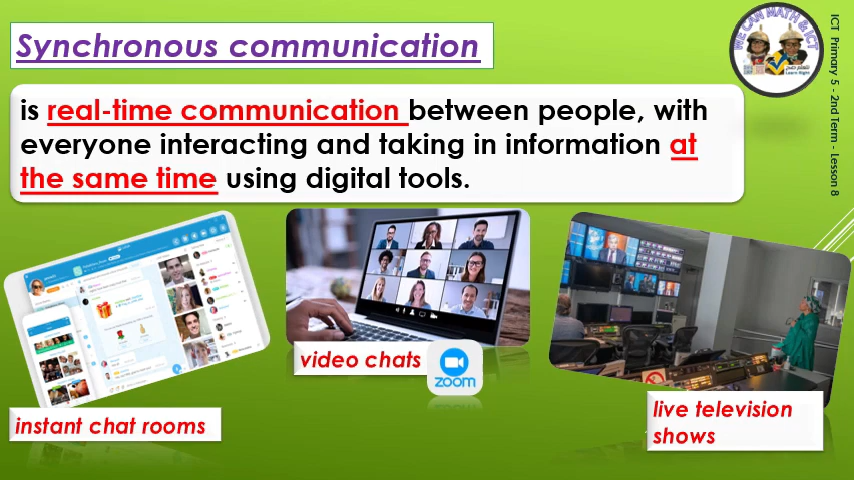 Synchronous communication
WE CAN MATH & ICT
Learn Right
ICT Primary 5 - 2nd Term - Lesson 8
is real-time communication between people, with
everyone interacting and taking in information at
the same time using digital tools.
video chats
zoom
instant chat rooms
live television
shows